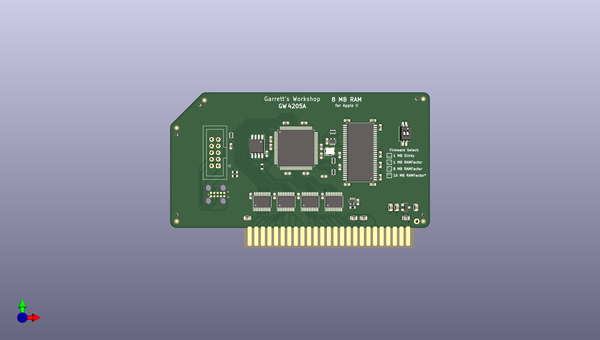 Garrett's Workshop
GW4205A
8 MB RAM
for Apple II
Firmware Select:
1 MB Slinky
1 MB RAMFactor
8 MB RAMFactor
16 MB RAMFactor*